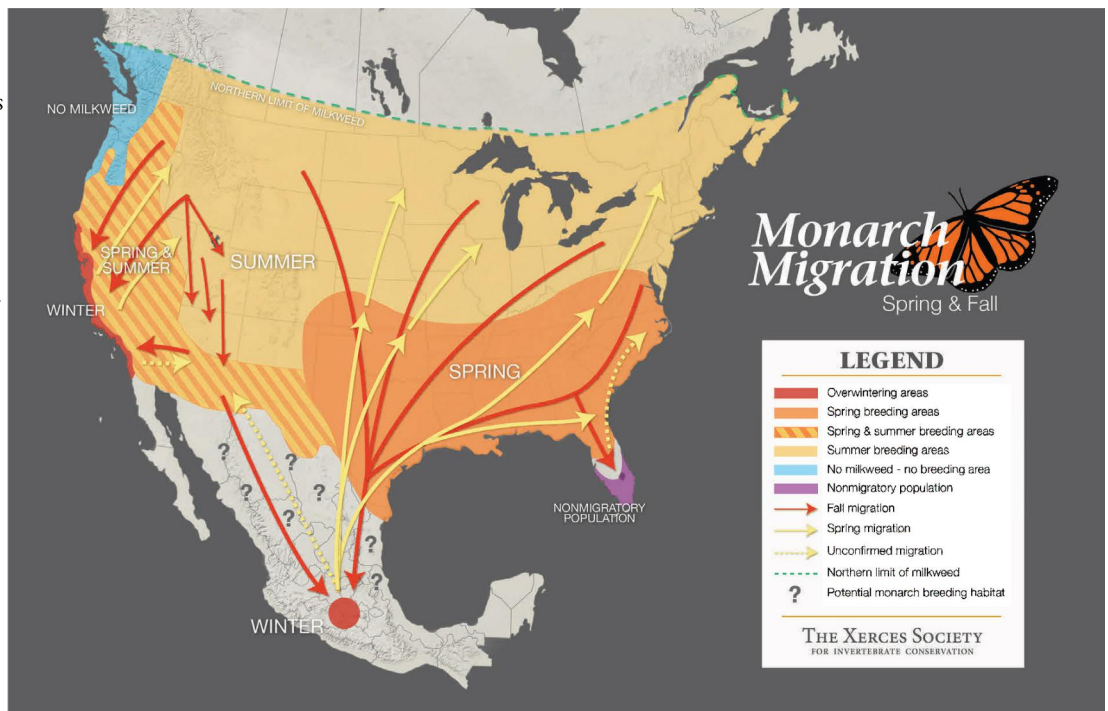 s
NO MILKWEED
NORTHERN LIMIT OF MILKWEED
SPRING &
SUMMER
SUMMER
WINTER
SPRING
NONMIGRATORY
POPULATION
WINTER
?
?
?
?
?
?
?
Monarch
Migration
Spring & Fall
LEGEND
Overwintering areas
Spring breeding areas
Spring & summer breeding areas
Summer breeding areas
No milkweed - no breeding area
Nonmigratory population
Fall migration
Spring migration
Unconfirmed migration
Northern limit of milkweed
? Potential monarch breeding habitat
THE XERCES SOCIETY
FOR INVERTEBRATE CONSERVATION